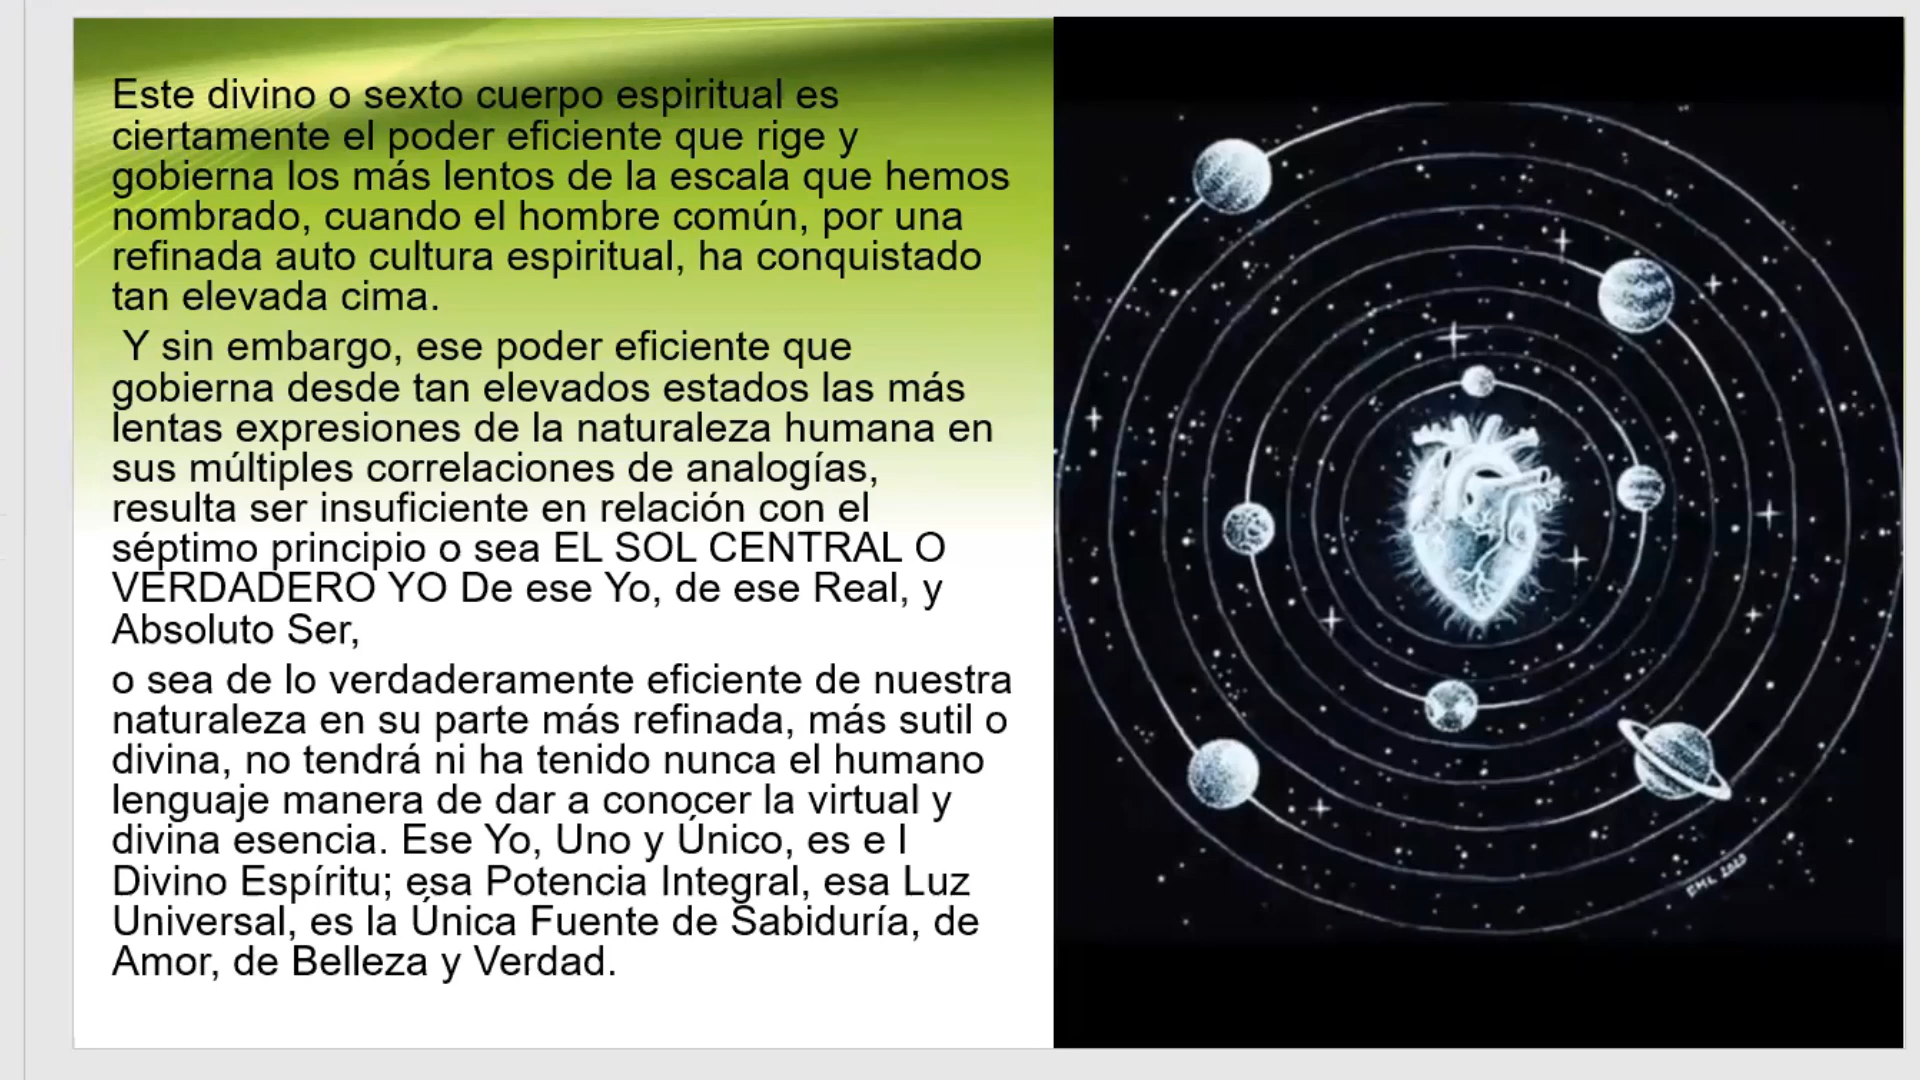 Este divino o sexto cuerpo espiritual es
ciertamente el poder eficiente que rige y
gobierna los más lentos de la escala que hemos
nombrado, cuando el hombre común, por una
refinada auto cultura espiritual, ha conquistado
tan elevada cima.
Y sin embargo, ese poder eficiente que
gobierna desde tan elevados estados las más
lentas expresiones de la naturaleza humana en
sus múltiples correlaciones de analogías,
resulta ser insuficiente en relación con el
séptimo principio o sea EL SOL CENTRAL O
VERDADERO YO De ese Yo, de ese Real, y
Absoluto Ser,
o sea de lo verdaderamente eficiente de nuestra
naturaleza en su parte más refinada, más sutil o
divina, no tendrá ni ha tenido nunca el humano
lenguaje manera de dar a conocer la virtual y
divina esencia. Ese Yo, Uno y Único, es e l
Divino Espíritu; esa Potencia Integral, esa Luz
Universal, es la Única Fuente de Sabiduría, de
Amor, de Belleza y Verdad.
CML 2020